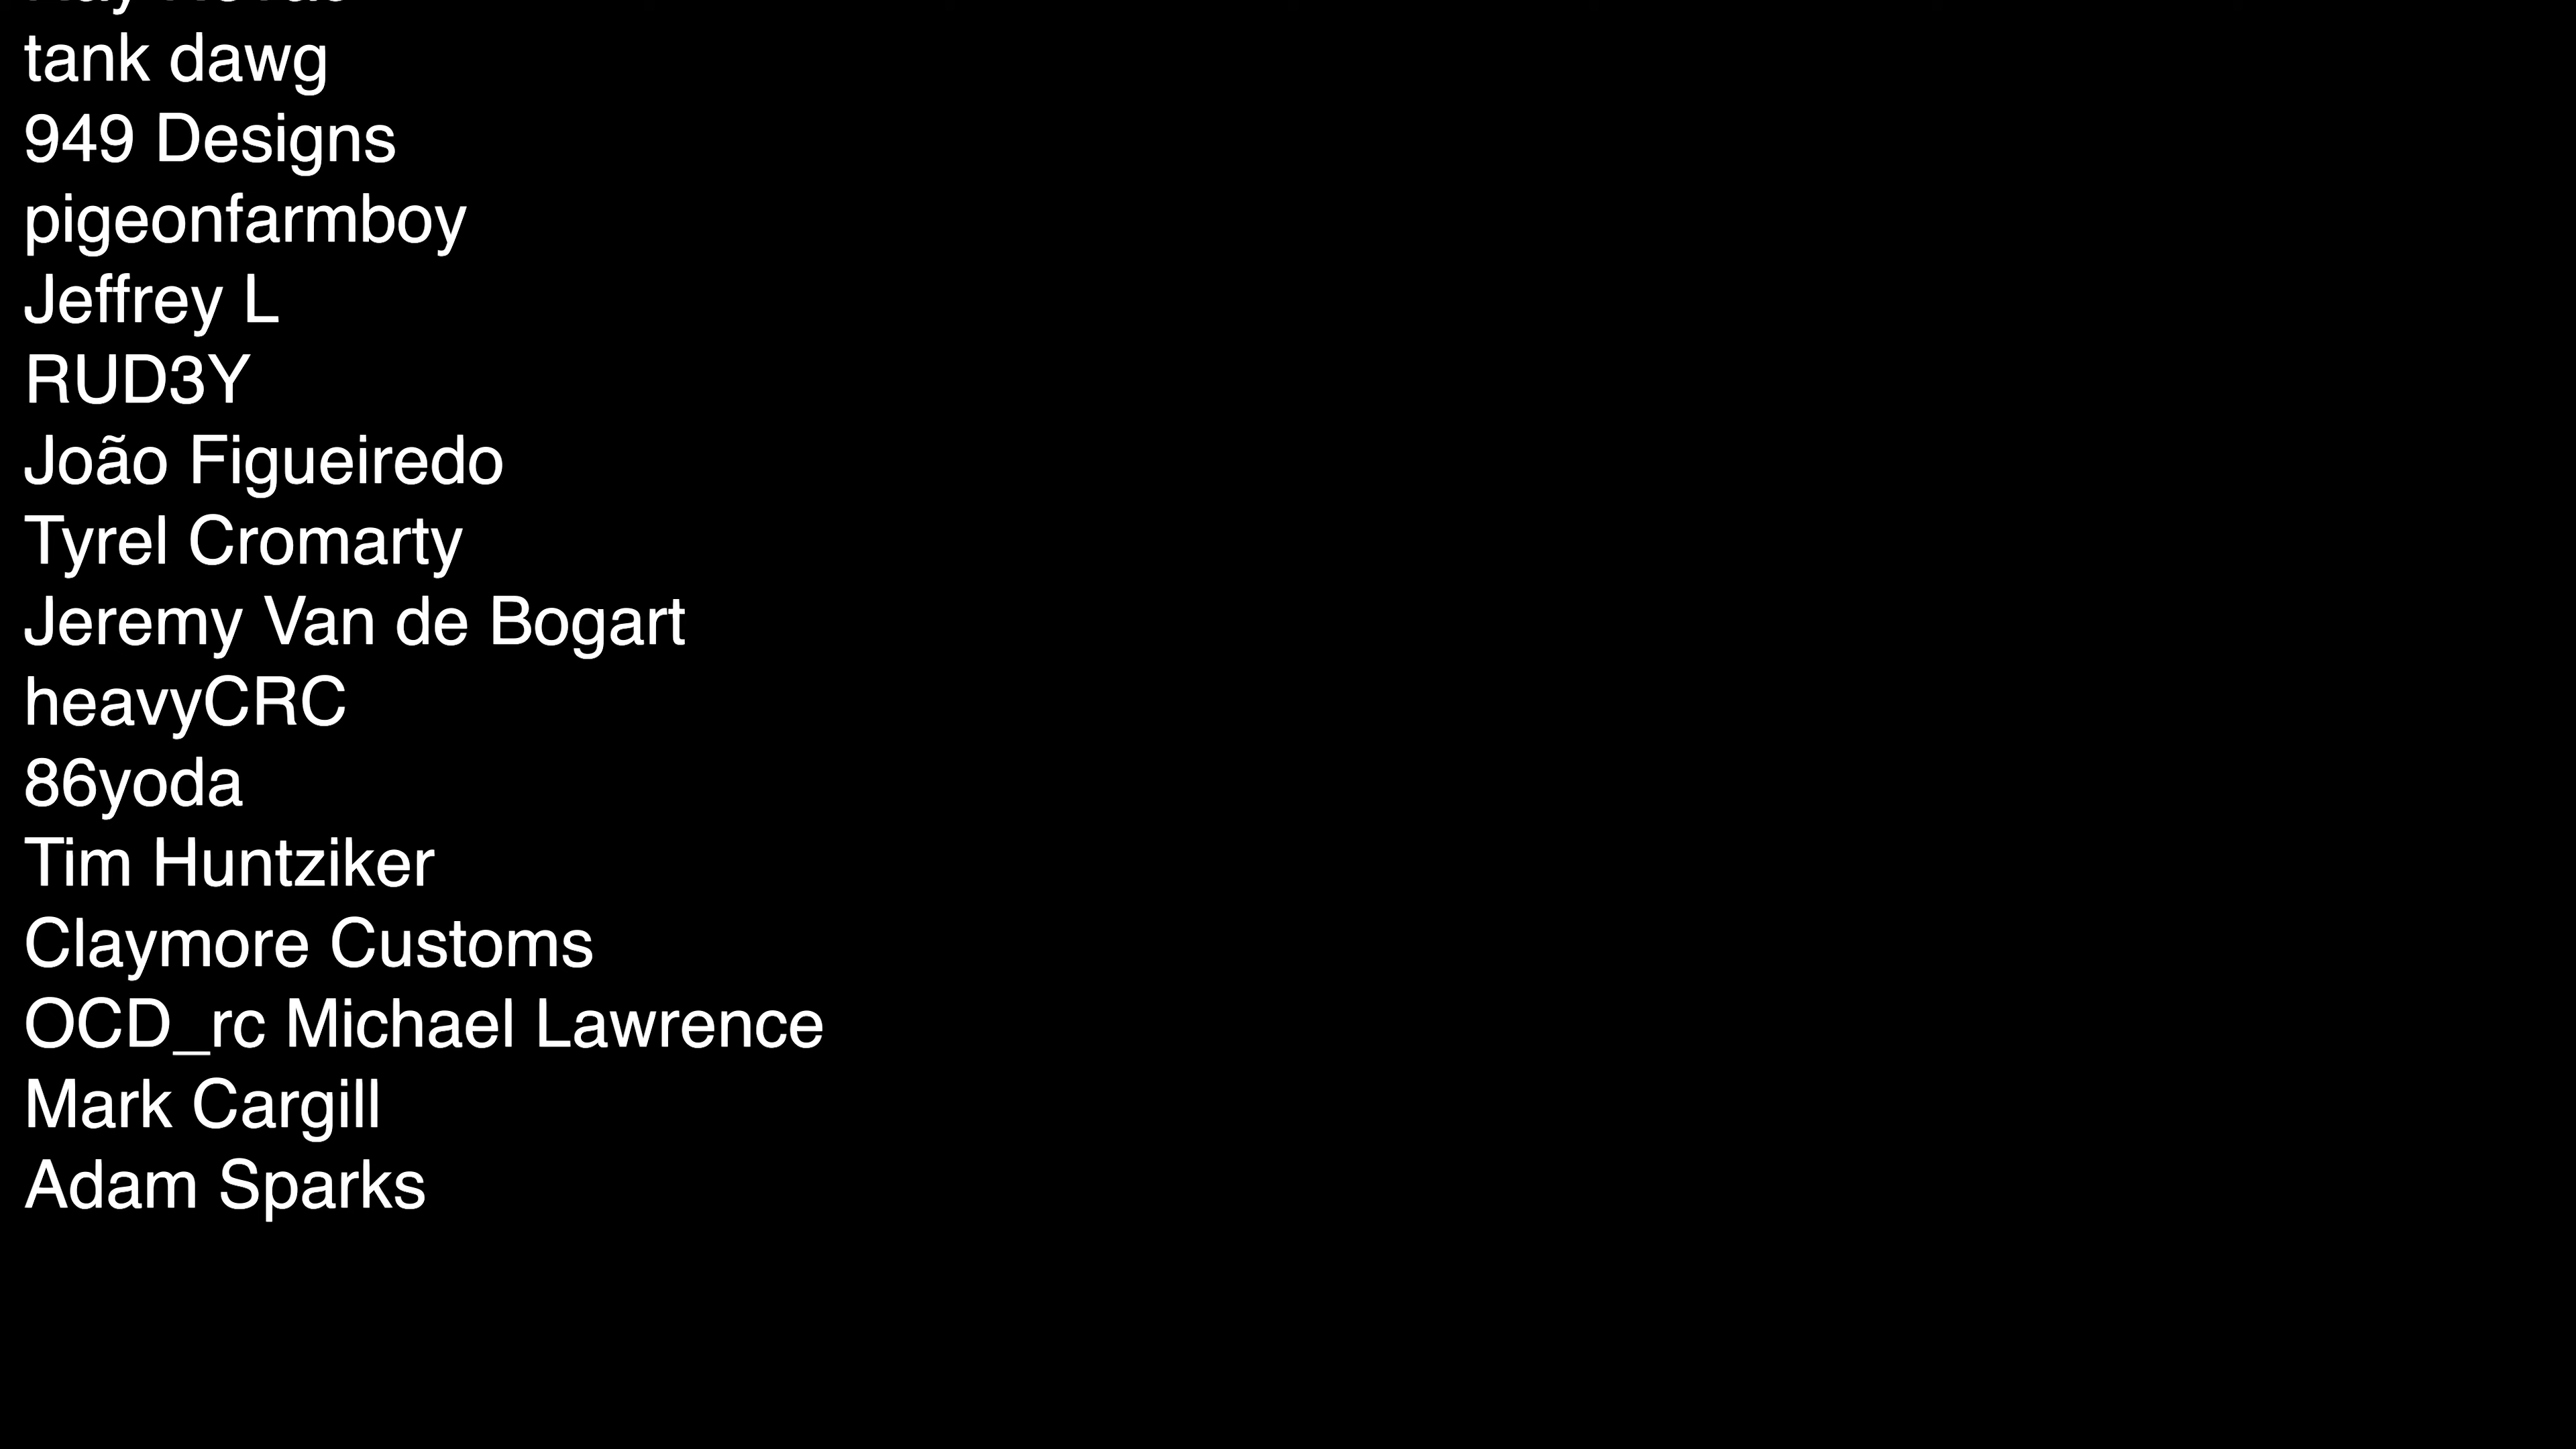 tank dawg
949 Designs
pigeonfarmboy
Jeffrey L
RUD3Y
João Figueiredo
Tyrel Cromarty
Jeremy Van de Bogart
heavyCRC
86yoda
Tim Huntziker
Claymore Customs
OCD_rc Michael Lawrence
Mark Cargill
Adam Sparks